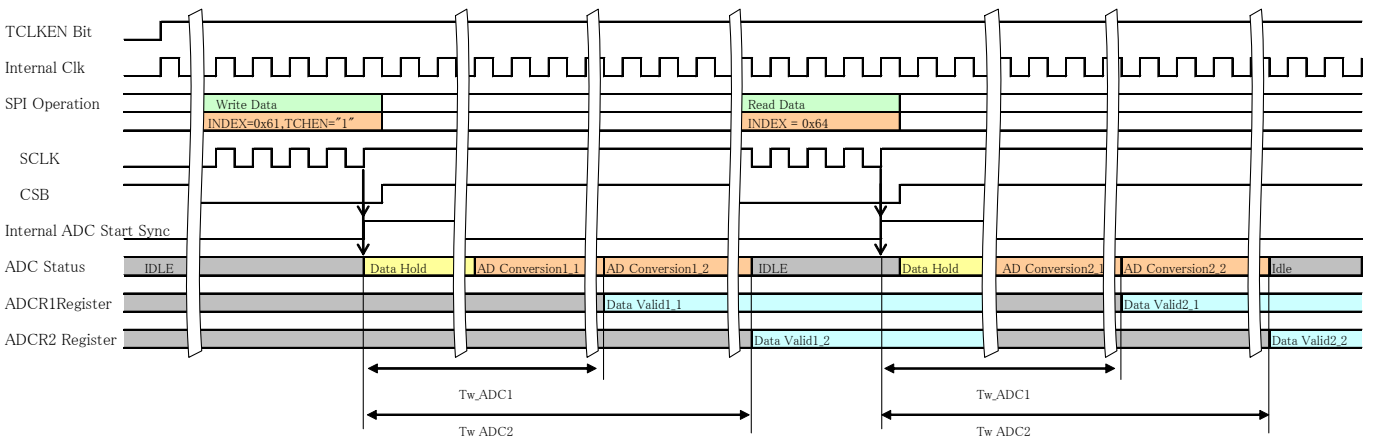 TCLKEN Bit
Internal Clk
SPI Operation
Write Data
Read Data
INDEX=0x61,TCHEN="1"
INDEX = 0x64
SCLK
CSB
Internal ADC Start Sync
ADC Status
IDLE
Data Hold
AD Conversion1_1
AD Conversion1_2
IDLE
Data Hold
AD Conversion2_1
AD Conversion2_2
Idle
ADCR1Register
Data Valid1_1
Data Valid2_1
ADCR2 Register
Data Valid1_2
Data Valid2_2
Tw_ADC1
Tw_ADC1
Tw ADC2
Tw ADC2